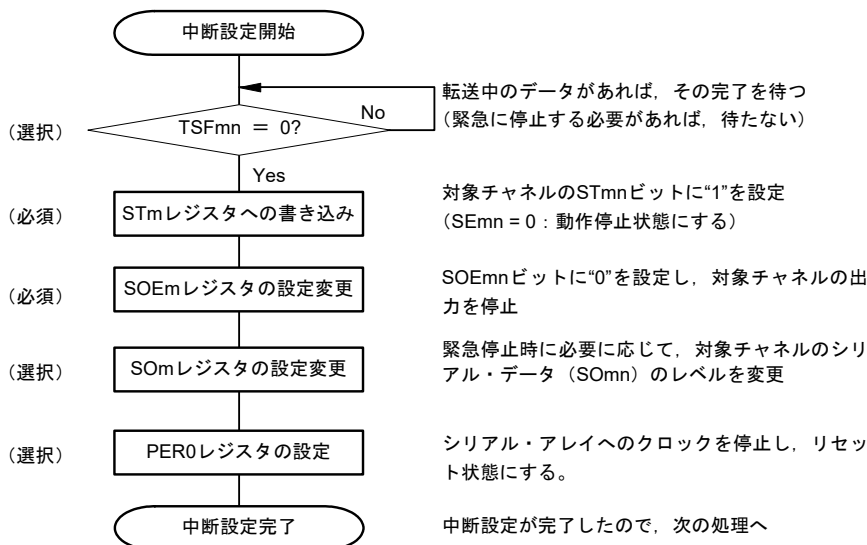 中断設定開始
転送中のデータがあれば，その完了を待つ
（緊急に停止する必要があれば，待たない）
No
（選択）
TSFmn = 0?
Yes
（必須）
STmレジスタへの書き込み
対象チャネルのSTmnビットに“1”を設定
（SEmn = 0：動作停止状態にする）
（必須）
SOEmレジスタの設定変更
SOEmnビットに“0”を設定し，対象チャネルの出
力を停止
（選択）
SOmレジスタの設定変更
緊急停止時に必要に応じて，対象チャネルのシリ
アル・データ（SOmn）のレベルを変更
（選択）
PER0レジスタの設定
シリアル・アレイへのクロックを停止し，リセッ
ト状態にする。
中断設定完了
中断設定が完了したので，次の処理へ